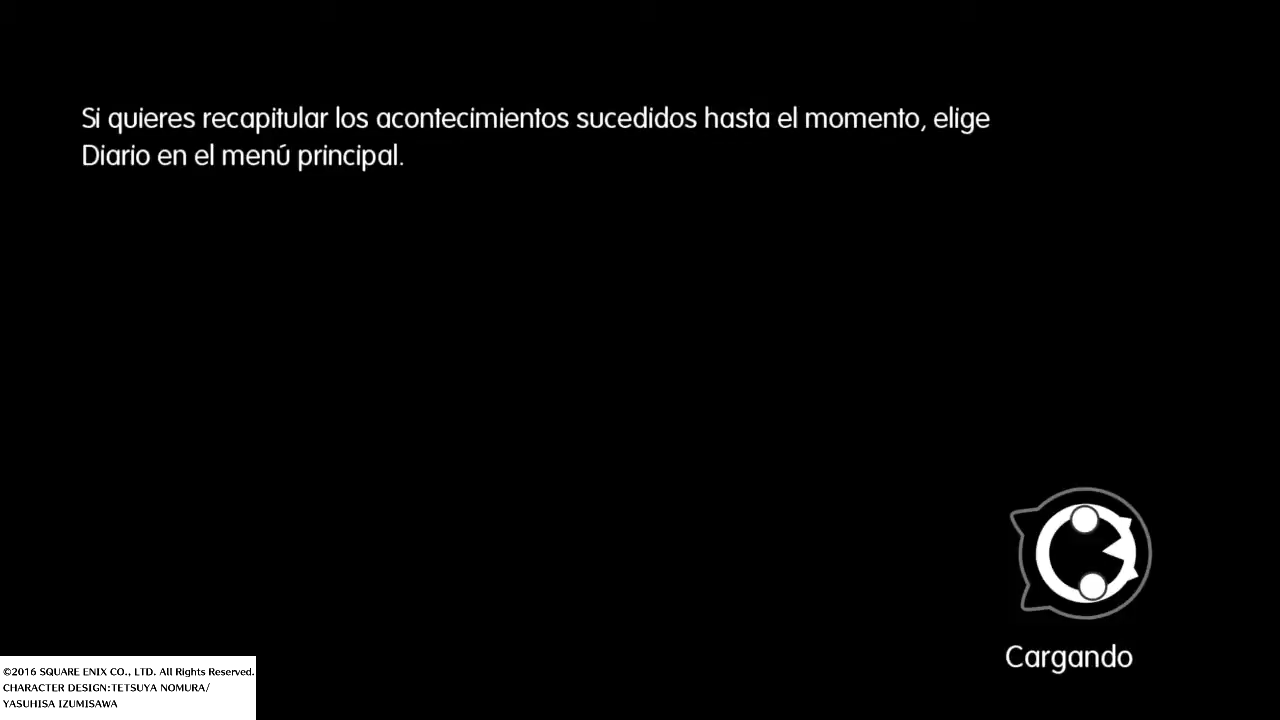 Si quieres recapitular los acontecimientos sucedidos hasta el momento, elige
Diario en el menú principal.
Cargando
©2016 SQUARE ENIX CO., LTD. All Rights Reserved.
CHARACTER DESIGN:TETSUYA NOMURA/
YASUHISA IZUMISAWA